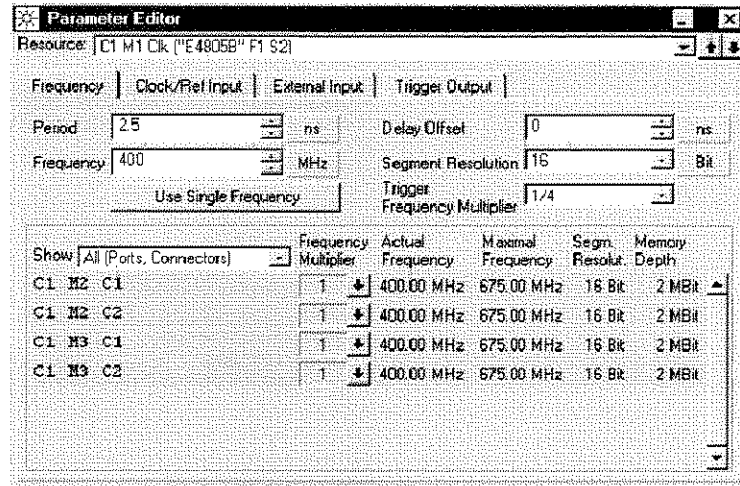 Parameter Editor
Resource: C1 M1 Clk ("E4805B" F1 S2)
Frequency Clock/Ref Input External Input Trigger Output
Period 2.5 ns Delay Offset 0 ns
Frequency 400 MHz Segment Resolution 16 Bit
Use Single Frequency Trigger Frequency Multiplier 1/4
Show All (Ports, Connectors) Frequency Multiplier Actual Frequency Maximal Frequency Segm. Resolut. Memory Depth
C1 M2 C1 1 400.00 MHz 675.00 MHz 16 Bit 2 MBit
C1 M2 C2 1 400.00 MHz 675.00 MHz 16 Bit 2 MBit
C1 M3 C1 1 400.00 MHz 675.00 MHz 16 Bit 2 MBit
C1 M3 C2 1 400.00 MHz 675.00 MHz 16 Bit 2 MBit